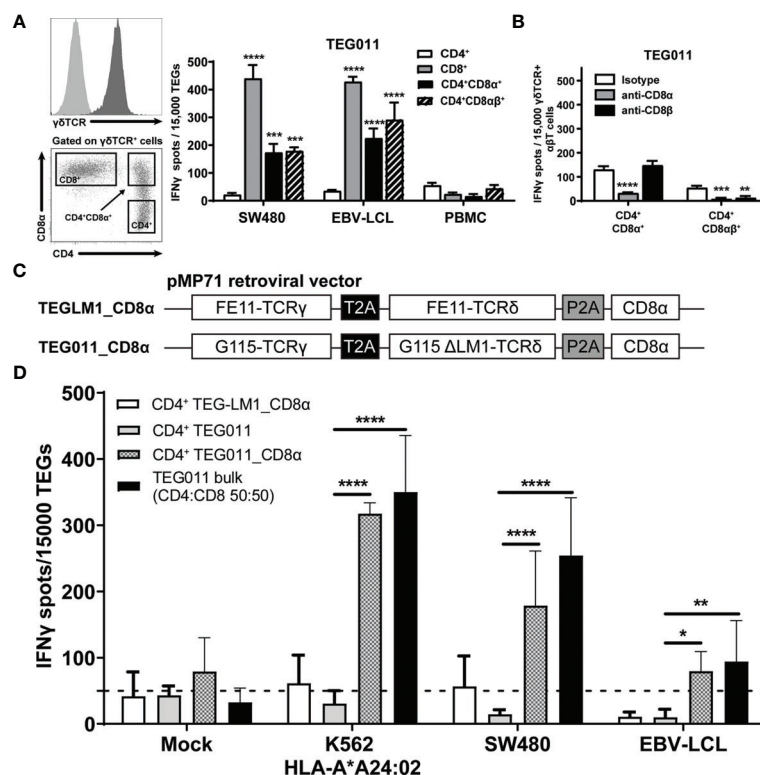 A
γδTCR
Gated on γδTCR⁺ cells
CD8⁺
CD4⁺CD8α⁺
CD4⁺
CD8α
CD4
TEG011
IFNγ spots / 15,000 TEGs
500
400
300
200
100
0
****
***
***
****
****
****
CD4⁺
CD8⁺
CD4⁺CD8α⁺
CD4⁺CD8αβ⁺
SW480
EBV-LCL
PBMC
B
TEG011
IFNγ spots / 15,000 γδTCR+
αβT cells
500
400
300
200
100
0
Isotype
anti-CD8α
anti-CD8β
****
***
**
CD4⁺
CD8α⁺
CD4⁺
CD8αβ⁺
C
pMP71 retroviral vector
TEGLM1_CD8α
FE11-TCRγ
T2A
FE11-TCRδ
P2A
CD8α
TEG011_CD8α
G115-TCRγ
T2A
G115 ΔLM1-TCRδ
P2A
CD8α
D
IFNγ spots/15000 TEGs
500
400
300
200
100
0
CD4⁺ TEG-LM1_CD8α
CD4⁺ TEG011
CD4⁺ TEG011_CD8α
TEG011 bulk
(CD4:CD8 50:50)
****
****
****
****
**
*
Mock
K562
HLA-A*A24:02
SW480
EBV-LCL